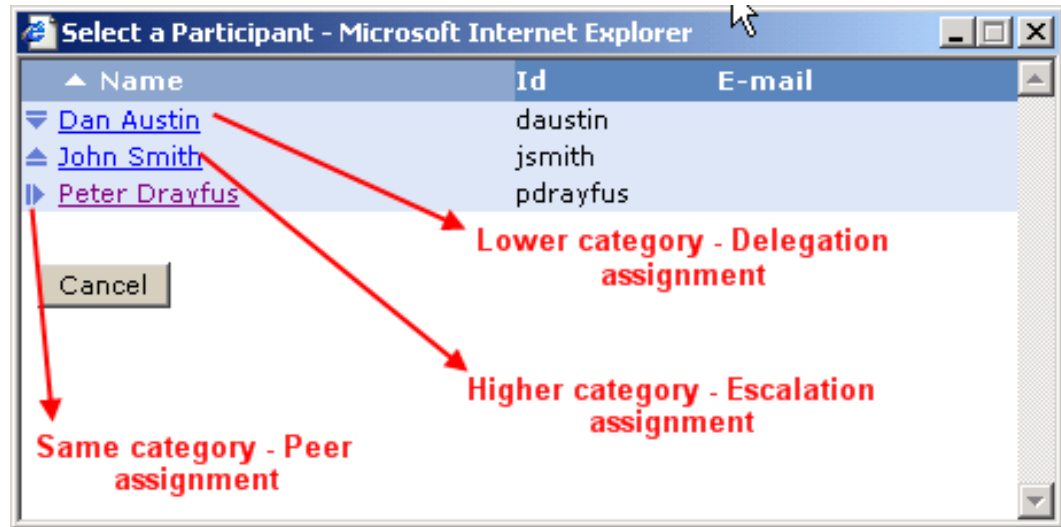 Select a Participant - Microsoft Internet Explorer
Name Id E-mail
Dan Austin daustin
John Smith jsmith
Peter Drayfus pdrayfus
Lower category - Delegation
assignment
Cancel
Higher category - Escalation
assignment
Same category - Peer
assignment